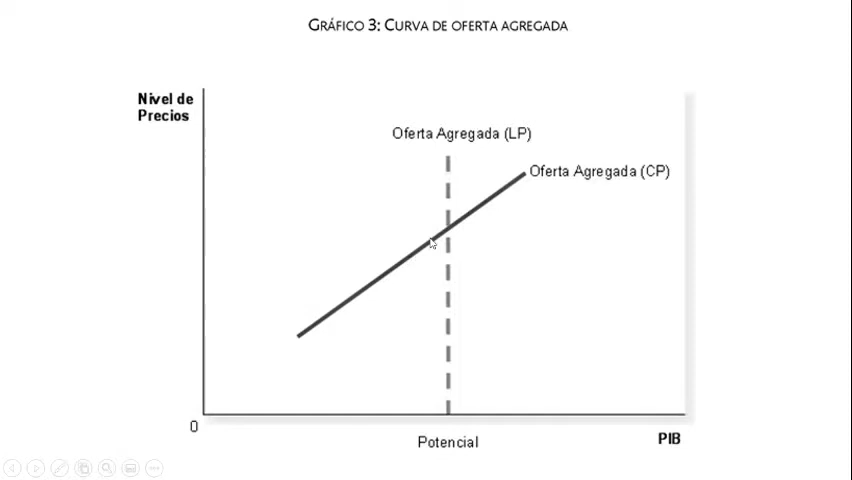 GRÁFICO 3: CURVA DE OFERTA AGREGADA
Nivel de
Precios
Oferta Agregada (LP)
Oferta Agregada (CP)
0
Potencial
PIB